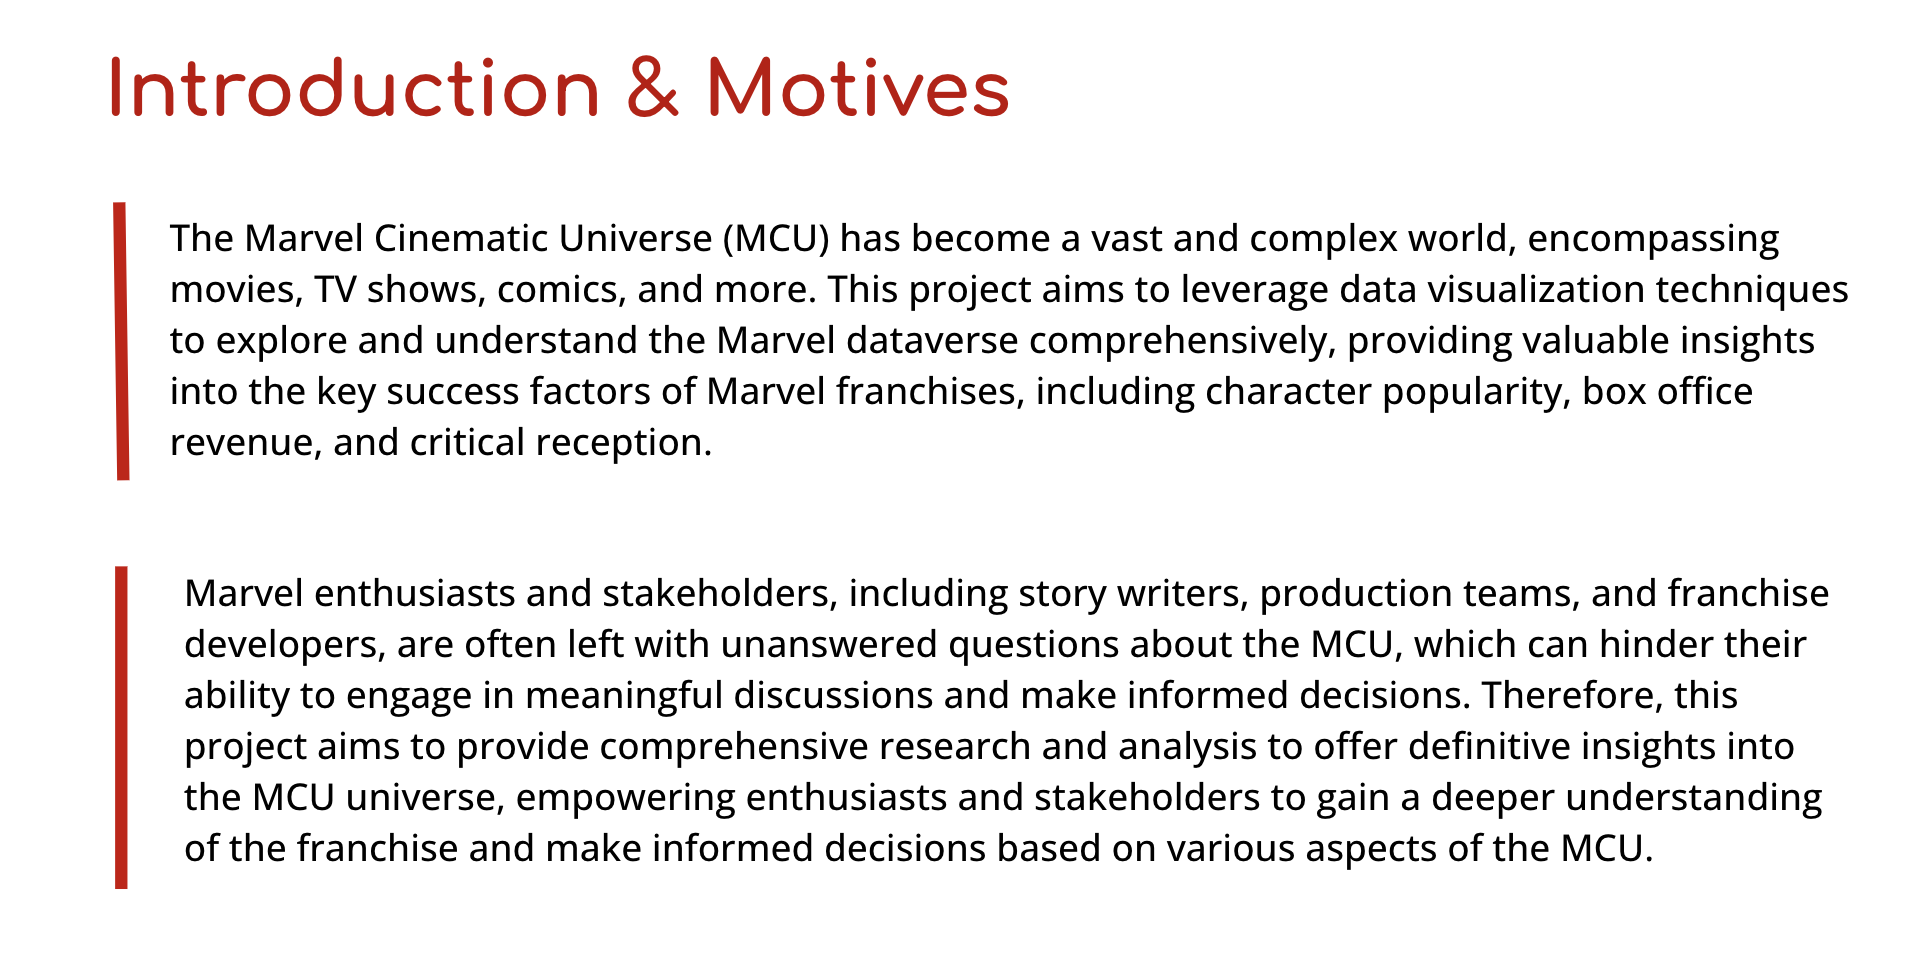 Introduction & Motives
The Marvel Cinematic Universe (MCU) has become a vast and complex world, encompassing
movies, TV shows, comics, and more. This project aims to leverage data visualization techniques
to explore and understand the Marvel dataverse comprehensively, providing valuable insights
into the key success factors of Marvel franchises, including character popularity, box office
revenue, and critical reception.
Marvel enthusiasts and stakeholders, including story writers, production teams, and franchise
developers, are often left with unanswered questions about the MCU, which can hinder their
ability to engage in meaningful discussions and make informed decisions. Therefore, this
project aims to provide comprehensive research and analysis to offer definitive insights into
the MCU universe, empowering enthusiasts and stakeholders to gain a deeper understanding
of the franchise and make informed decisions based on various aspects of the MCU.